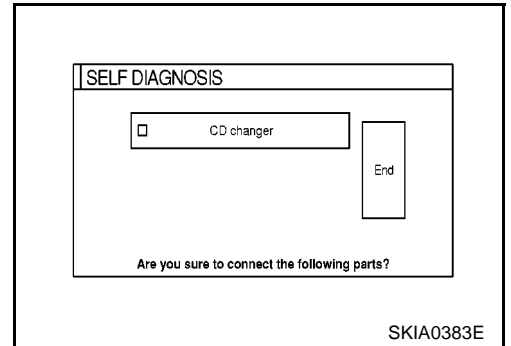 SELF DIAGNOSIS
CD changer
End
Are you sure to connect the following parts?
SKIA0383E